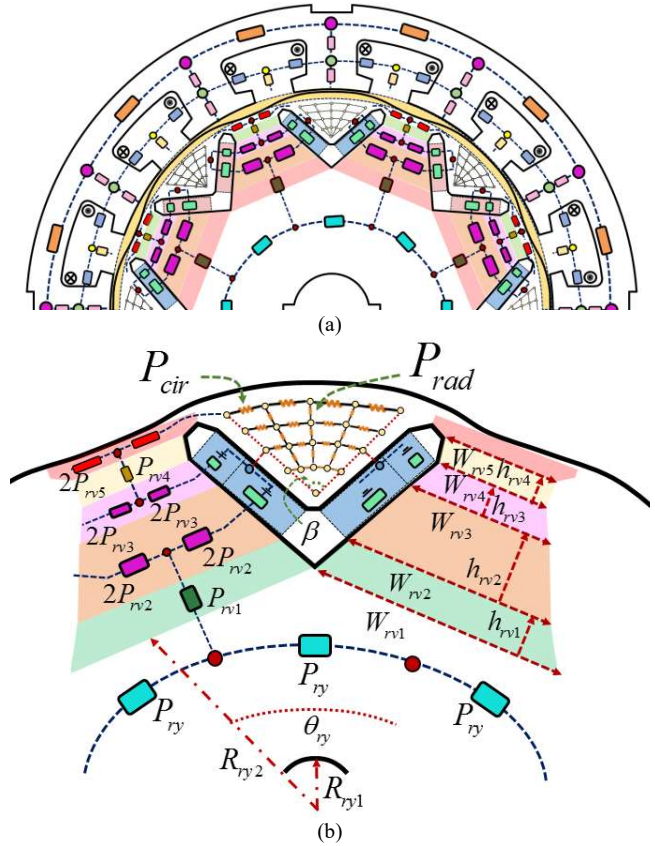 (a)
P_cir
P_rad
2P_rv5
P_rv4
2P_rv3
2P_rv3
2P_rv2
2P_rv2
P_rv1
β
W_rv5
h_rv4
W_rv4
h_rv3
W_rv3
h_rv2
W_rv2
W_rv1
h_rv1
P_ry
P_ry
P_ry
θ_ry
R_ry2
R_ry1
(b)